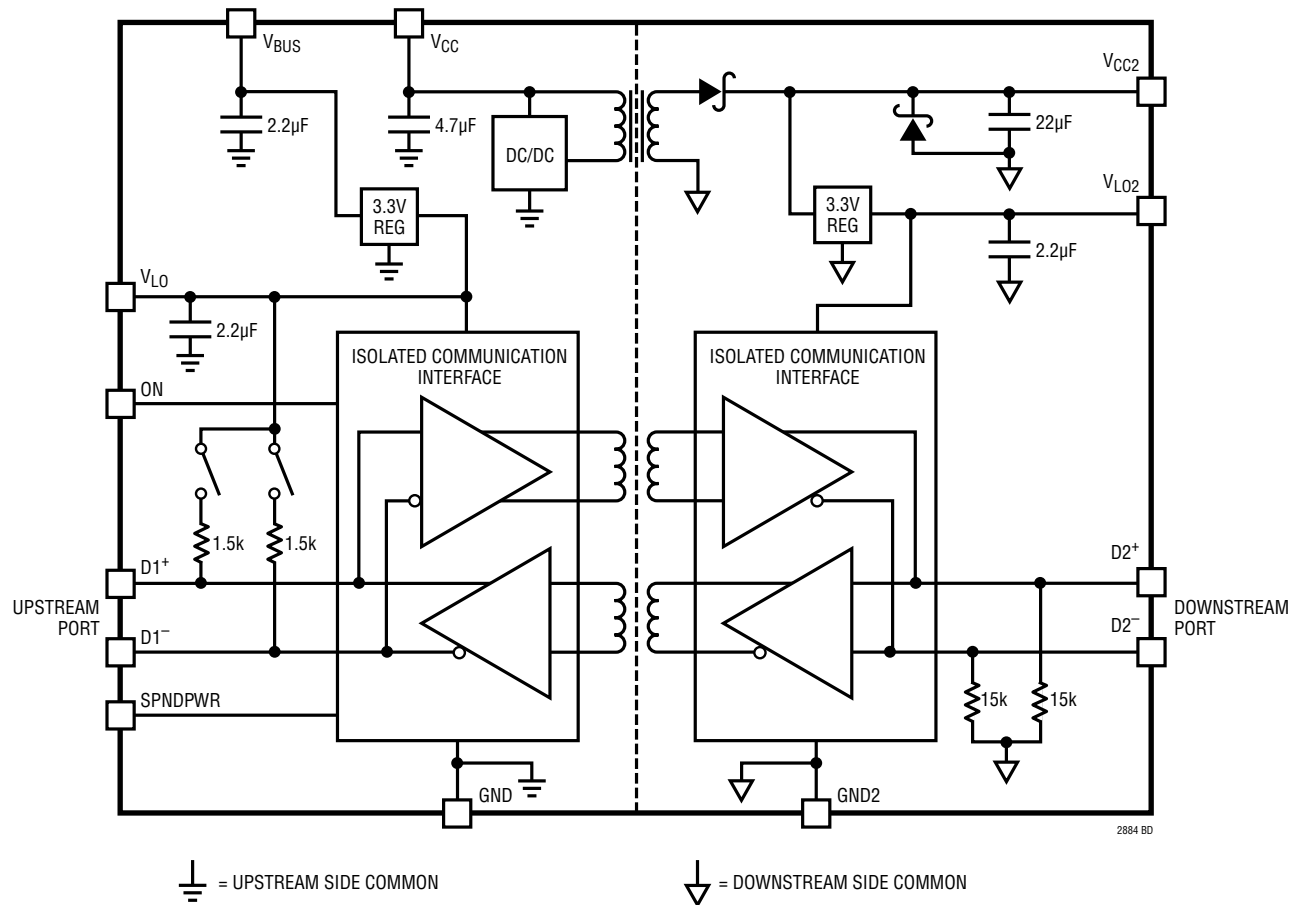 VBUS
VCC
VCC2
2.2µF
4.7µF
DC/DC
22µF
3.3V
REG
3.3V
REG
VLO2
2.2µF
VLO
2.2µF
ISOLATED COMMUNICATION
INTERFACE
ISOLATED COMMUNICATION
INTERFACE
ON
1.5k
1.5k
D1+
UPSTREAM
PORT
D1−
SPNDPWR
D2+
DOWNSTREAM
PORT
D2−
15k
15k
GND
GND2
2884 BD
= UPSTREAM SIDE COMMON
= DOWNSTREAM SIDE COMMON